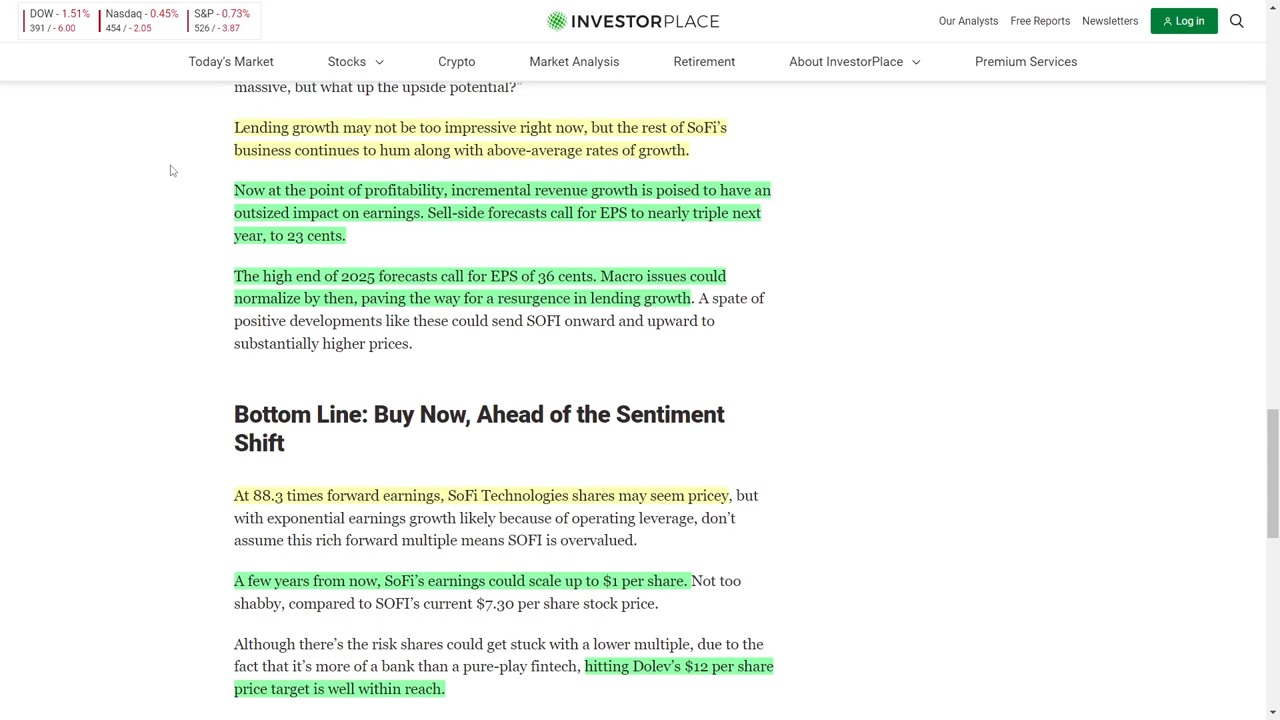 DOW - 1.51%
391 / - 6.00
Nasdaq - 0.45%
454 / - 2.05
S&P - 0.73%
526 / - 3.87
INVESTORPLACE
Our Analysts
Free Reports
Newsletters
Log in
Today's Market
Stocks
Crypto
Market Analysis
Retirement
About InvestorPlace
Premium Services
massive, but what up the upside potential?”
Lending growth may not be too impressive right now, but the rest of SoFi’s
business continues to hum along with above-average rates of growth.
Now at the point of profitability, incremental revenue growth is poised to have an
outsized impact on earnings. Sell-side forecasts call for EPS to nearly triple next
year, to 23 cents.
The high end of 2025 forecasts call for EPS of 36 cents. Macro issues could
normalize by then, paving the way for a resurgence in lending growth. A spate of
positive developments like these could send SOFI onward and upward to
substantially higher prices.
Bottom Line: Buy Now, Ahead of the Sentiment
Shift
At 88.3 times forward earnings, SoFi Technologies shares may seem pricey, but
with exponential earnings growth likely because of operating leverage, don’t
assume this rich forward multiple means SOFI is overvalued.
A few years from now, SoFi’s earnings could scale up to $1 per share. Not too
shabby, compared to SOFI’s current $7.30 per share stock price.
Although there’s the risk shares could get stuck with a lower multiple, due to the
fact that it’s more of a bank than a pure-play fintech, hitting Dolev’s $12 per share
price target is well within reach.